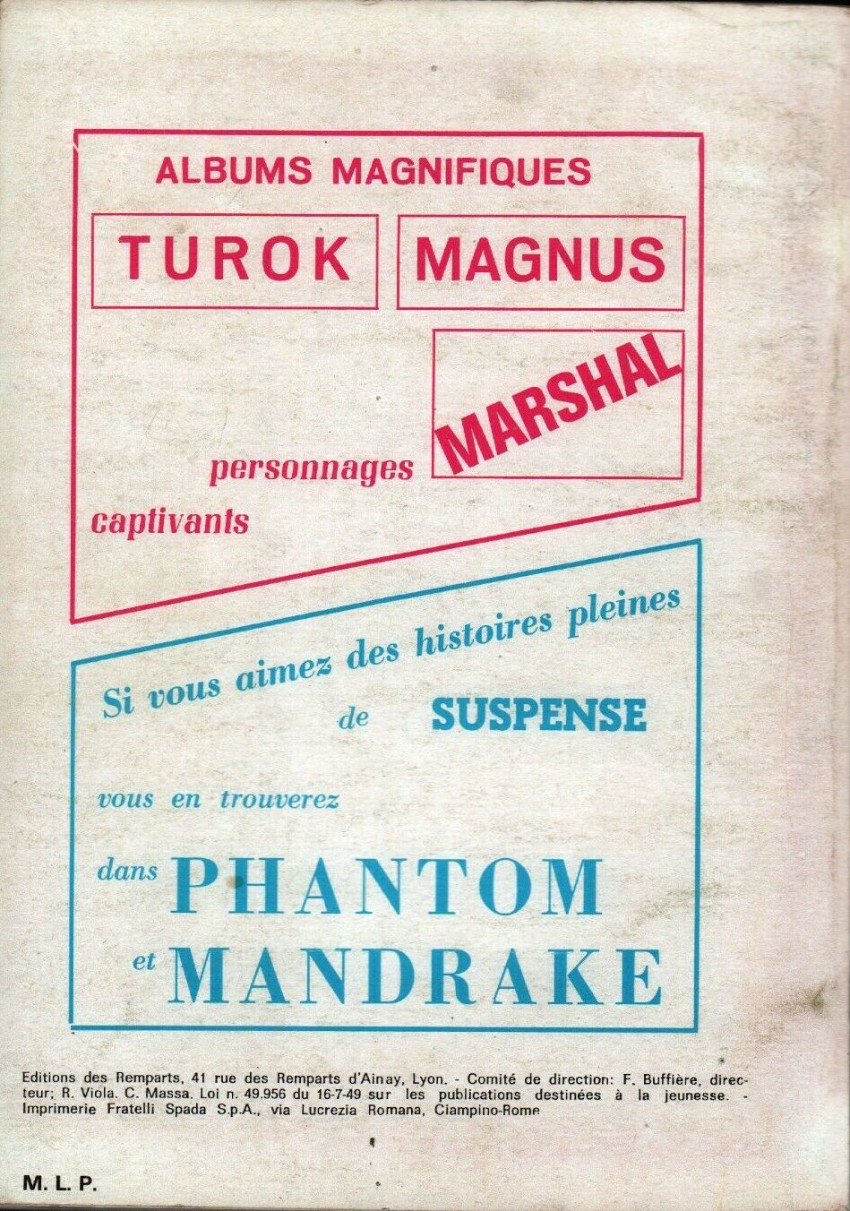 ALBUMS MAGNIFIQUES
TUROK MAGNUS
MARSHAL
personnages
captivants
Si vous aimez des histoires pleines
de SUSPENSE
vous en trouverez
dans PHANTOM
et MANDRAKE
Editions des Remparts, 41 rue des Remparts d'Ainay, Lyon. - Comité de direction: F. Buffière, direc-
teur; R. Viola. C. Massa. Loi n. 49.956 du 16-7-49 sur les publications destinées à la jeunesse. -
Imprimerie Fratelli Spada S.p.A., via Lucrezia Romana, Ciampino-Rome
M. L. P.